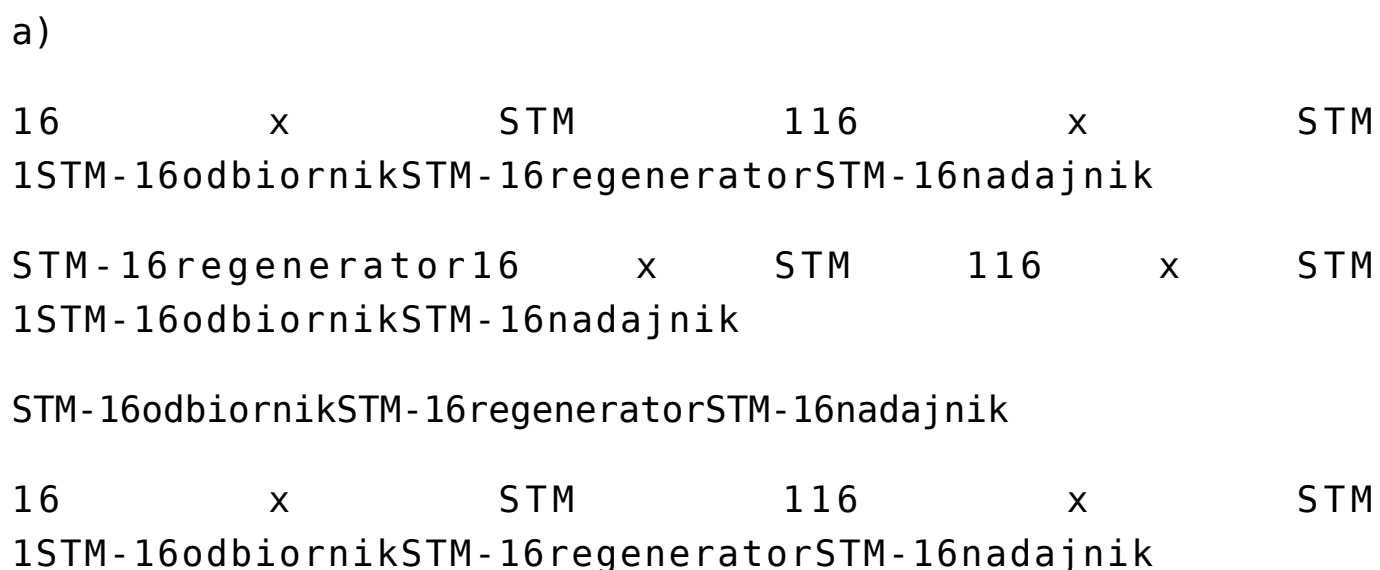 a)
16 x STM 116 x STM
1STM-16odbiornikSTM-16regeneratorSTM-16nadajnik
STM-16regenerator16 x STM 116 x STM
1STM-16odbiornikSTM-16nadajnik
STM-16odbiornikSTM-16regeneratorSTM-16nadajnik
16 x STM 116 x STM
1STM-16odbiornikSTM-16regeneratorSTM-16nadajnik